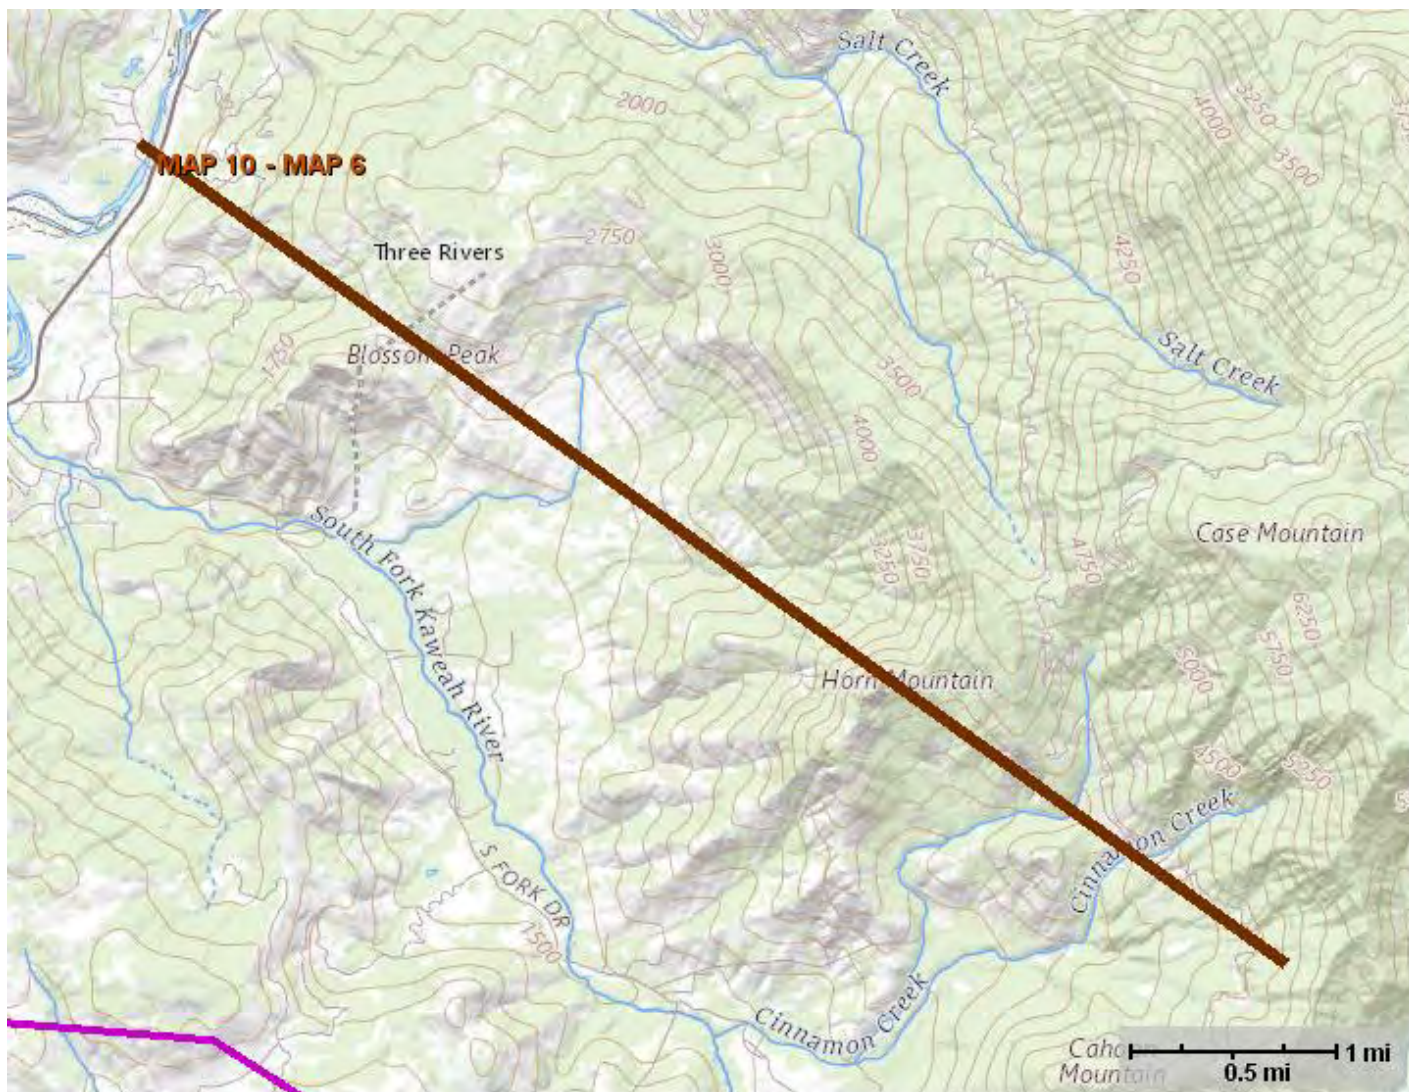 Salt Creek
2000
3250
4000
3500
MAP 10 - MAP 6
2750
Three Rivers
3000
4250
1750
Blossom Peak
Salt Creek
3500
4000
South Fork Kaweah River
3250
3750
4750
Case Mountain
6250
5750
5000
Horn Mountain
4500
5250
Cinnamon Creek
S FORK DR
1500
Cinnamon Creek
Mountain
1 mi
0.5 mi